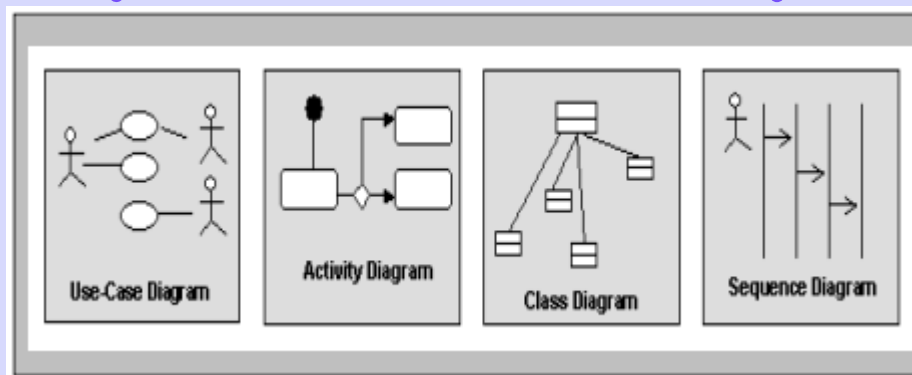 Use-Case Diagram
Activity Diagram
Class Diagram
Sequence Diagram